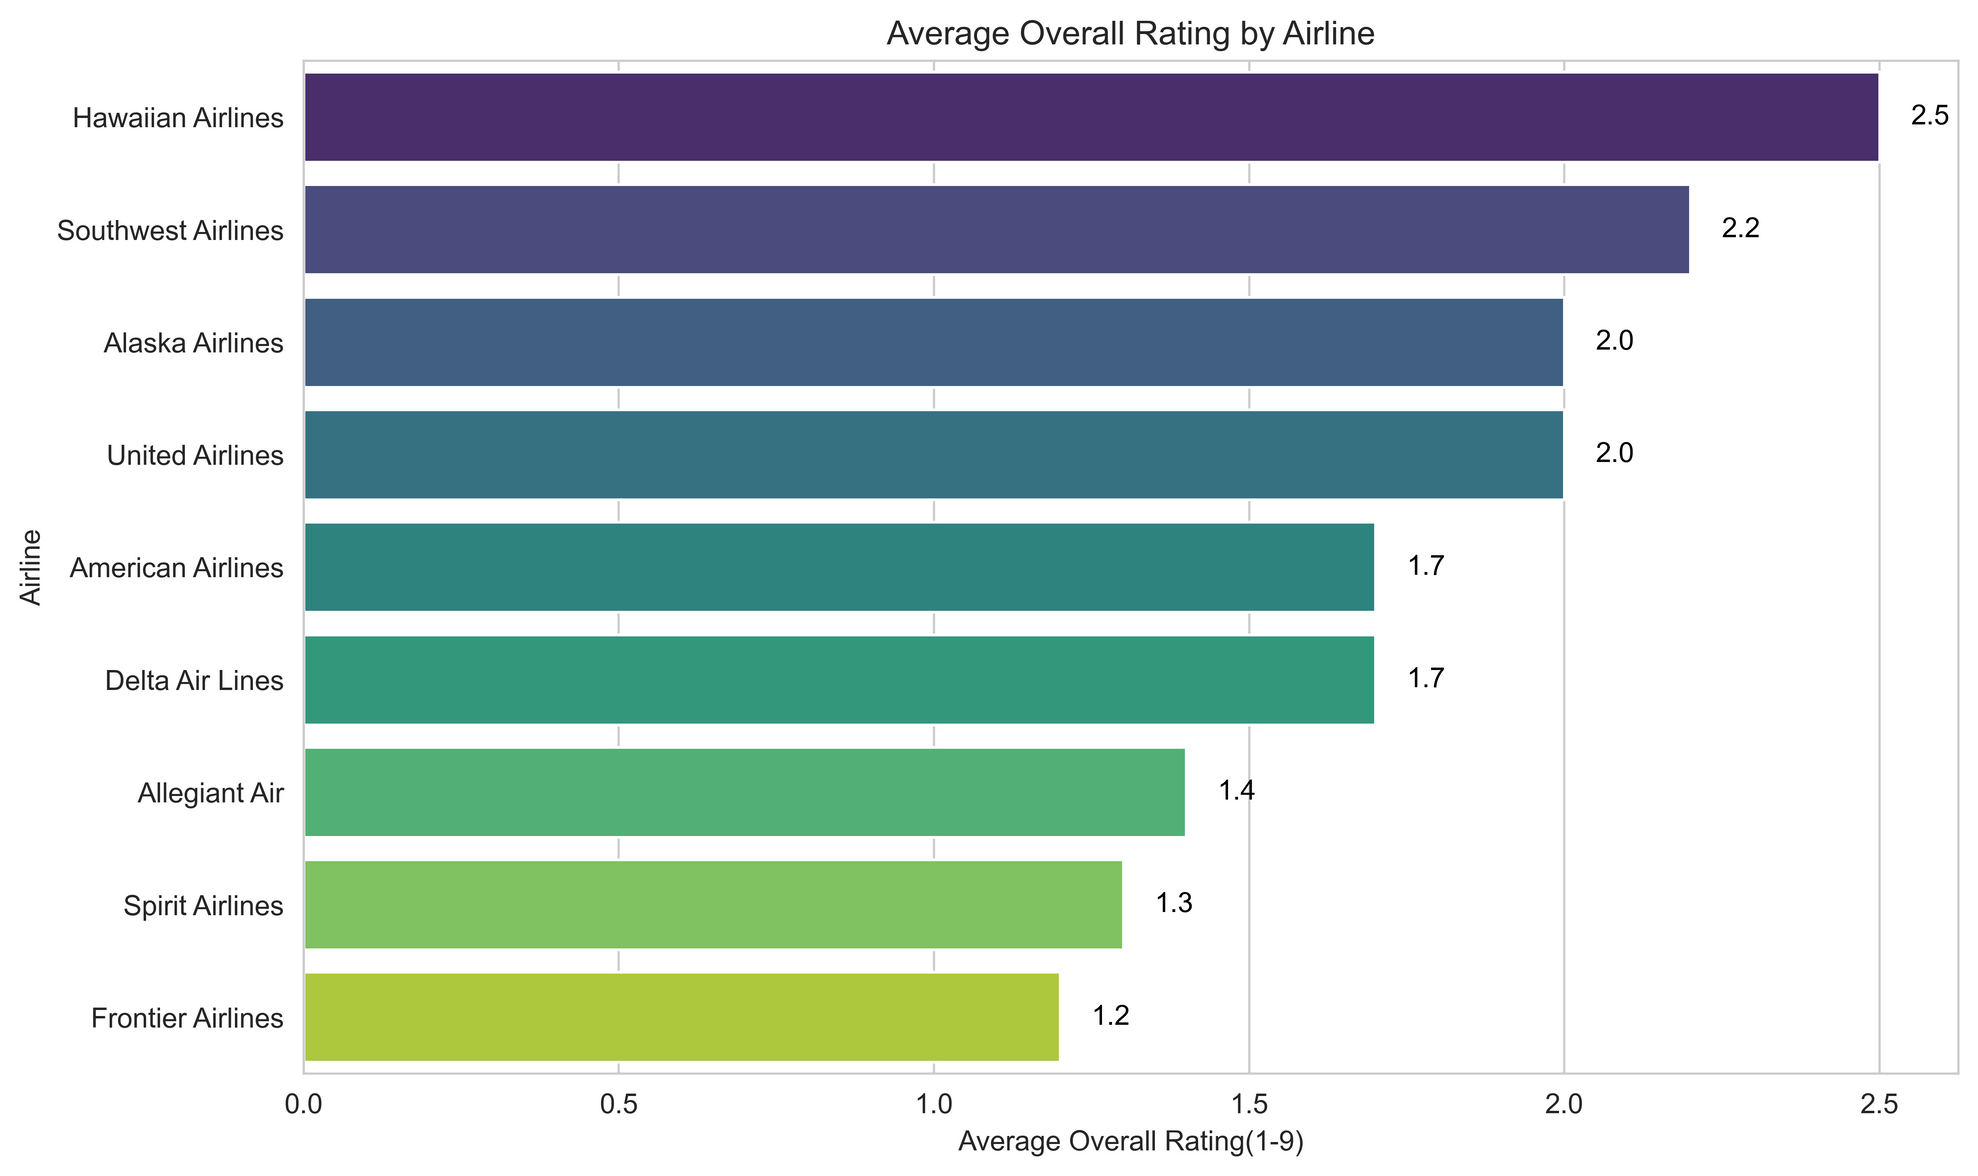 Average Overall Rating by Airline
Hawaiian Airlines
2.5
Southwest Airlines
2.2
Alaska Airlines
2.0
United Airlines
2.0
American Airlines
1.7
Delta Air Lines
1.7
Allegiant Air
1.4
Spirit Airlines
1.3
Frontier Airlines
1.2
Airline
0.0 0.5 1.0 1.5 2.0 2.5
Average Overall Rating(1-9)